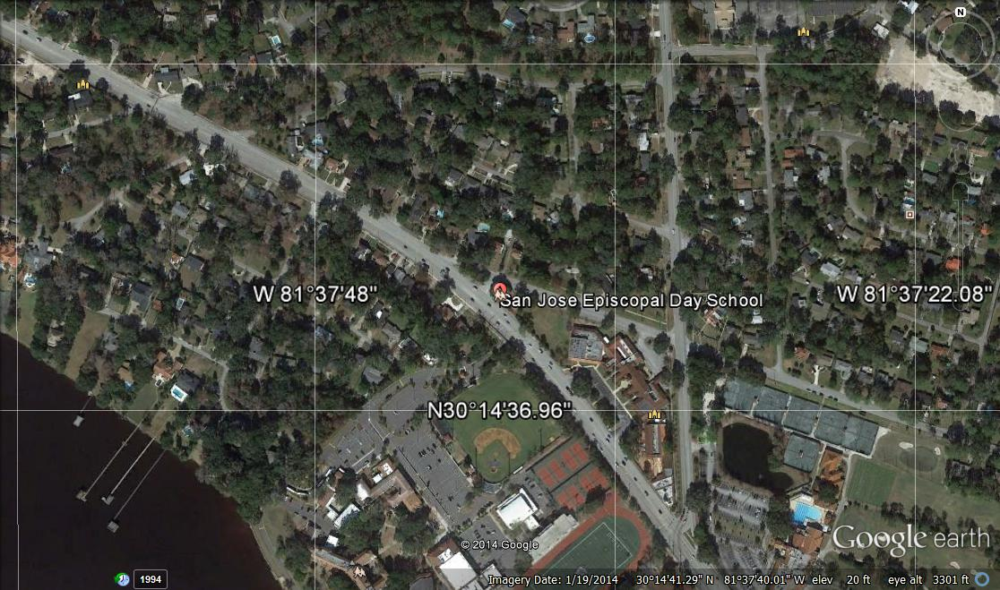 N
W 81°37'48"
San Jose Episcopal Day School
W 81°37'22.08"
N30°14'36.96"
Google earth
© 2014 Google
1994
Imagery Date: 1/19/2014 30°14'41.29" N 81°37'40.01" W elev 20 ft eye alt 3301 ft